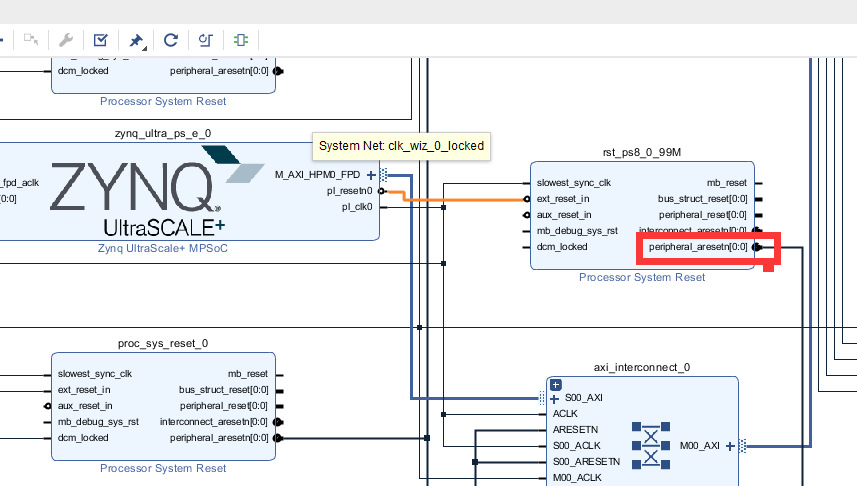 dcm_locked peripheral_aresetn[0:0]
Processor System Reset
zynq_ultra_ps_e_0
System Net: clk_wiz_0_locked
_fpd_aclk
[0:0]
ZYNQ
UltraSCALE+
M_AXI_HPM0_FPD
pl_resetn0
pl_clk0
Zynq UltraScale+ MPSoC
rst_ps8_0_99M
slowest_sync_clk mb_reset
ext_reset_in bus_struct_reset[0:0]
aux_reset_in peripheral_reset[0:0]
mb_debug_sys_rst interconnect_aresetn[0:0]
dcm_locked peripheral_aresetn[0:0]
Processor System Reset
proc_sys_reset_0
slowest_sync_clk mb_reset
ext_reset_in bus_struct_reset[0:0]
aux_reset_in peripheral_reset[0:0]
mb_debug_sys_rst interconnect_aresetn[0:0]
dcm_locked peripheral_aresetn[0:0]
Processor System Reset
axi_interconnect_0
S00_AXI
ACLK
ARESETN
S00_ACLK
M00_AXI
S00_ARESETN
M00_ACLK